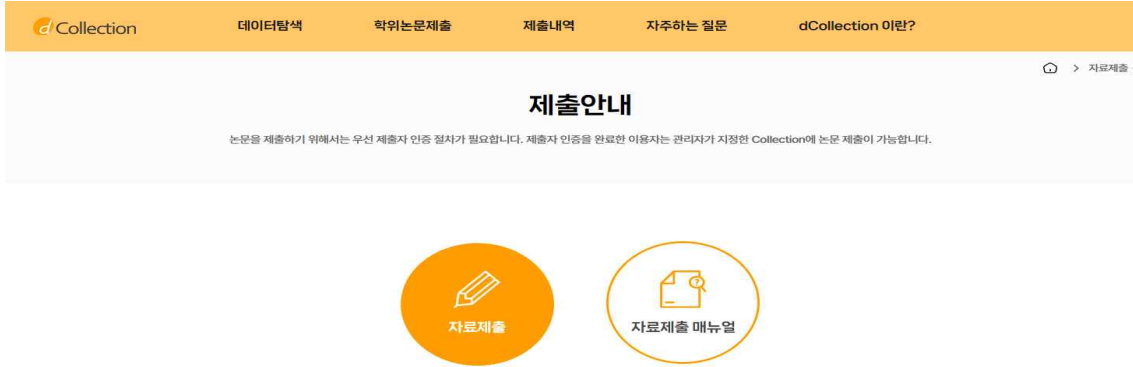 dCollection 데이터탐색 학위논문제출 제출내역 자주하는 질문 dCollection 이란?
> 자료제출
제출안내
논문을 제출하기 위해서는 우선 제출자 인증 절차가 필요합니다. 제출자 인증을 완료한 이용자는 관리자가 지정한 Collection에 논문 제출이 가능합니다.
자료제출 자료제출 매뉴얼